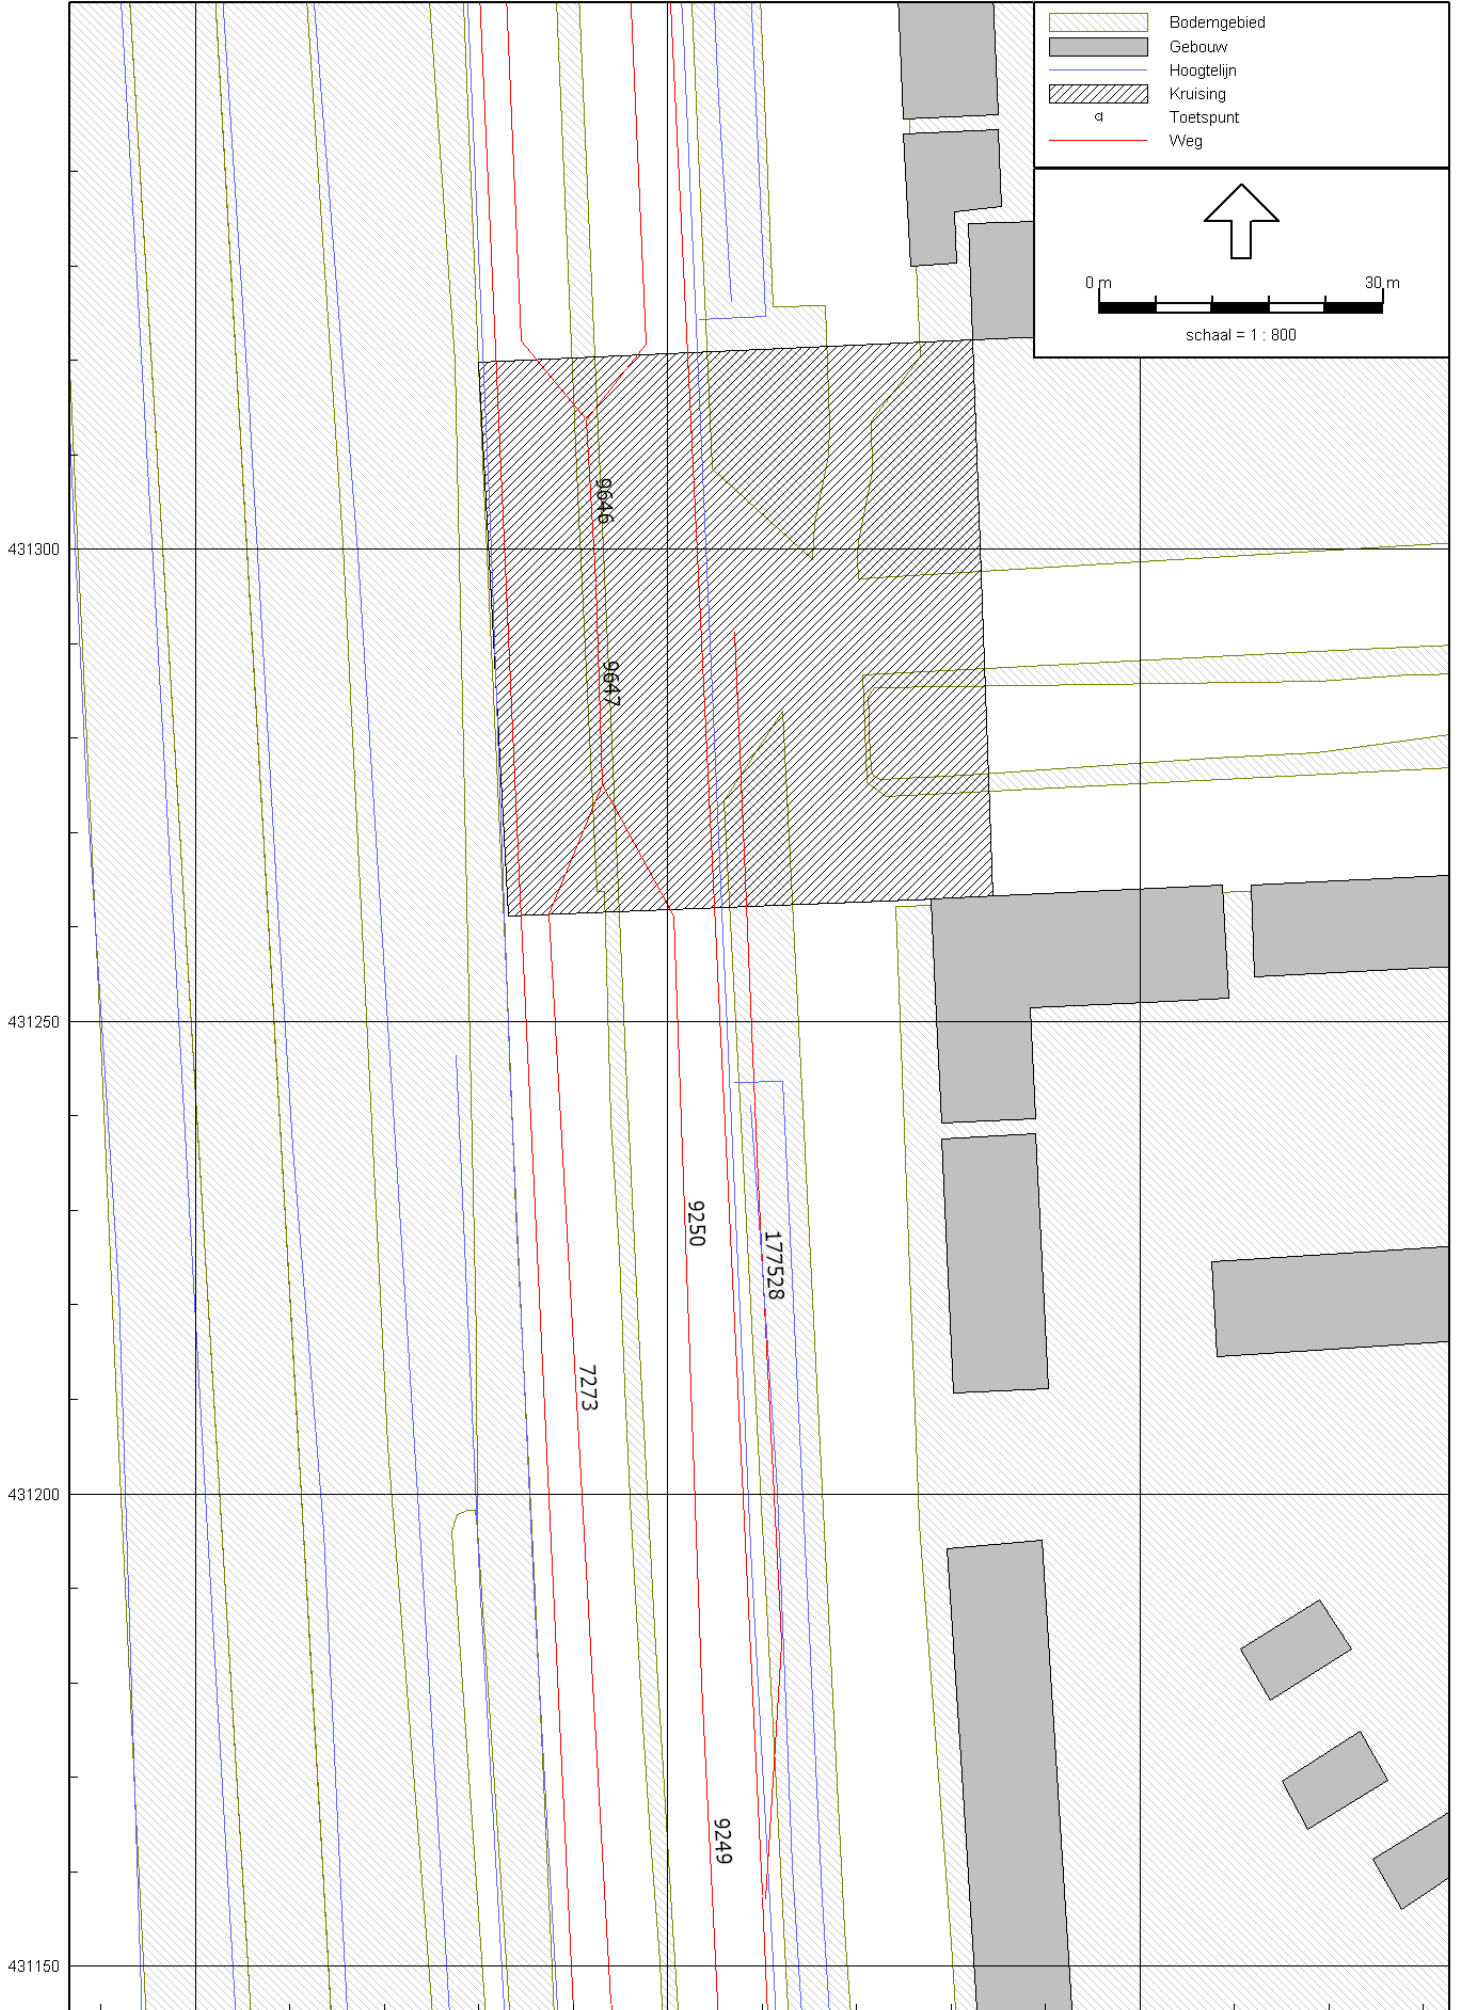 Bodemgebied
Gebouw
Hoogtelijn
Kruising
Toetspunt
Weg
0 m 30 m
schaal = 1 : 800
9646
431300
9647
431250
9250
177528
7273
431200
9249
431150